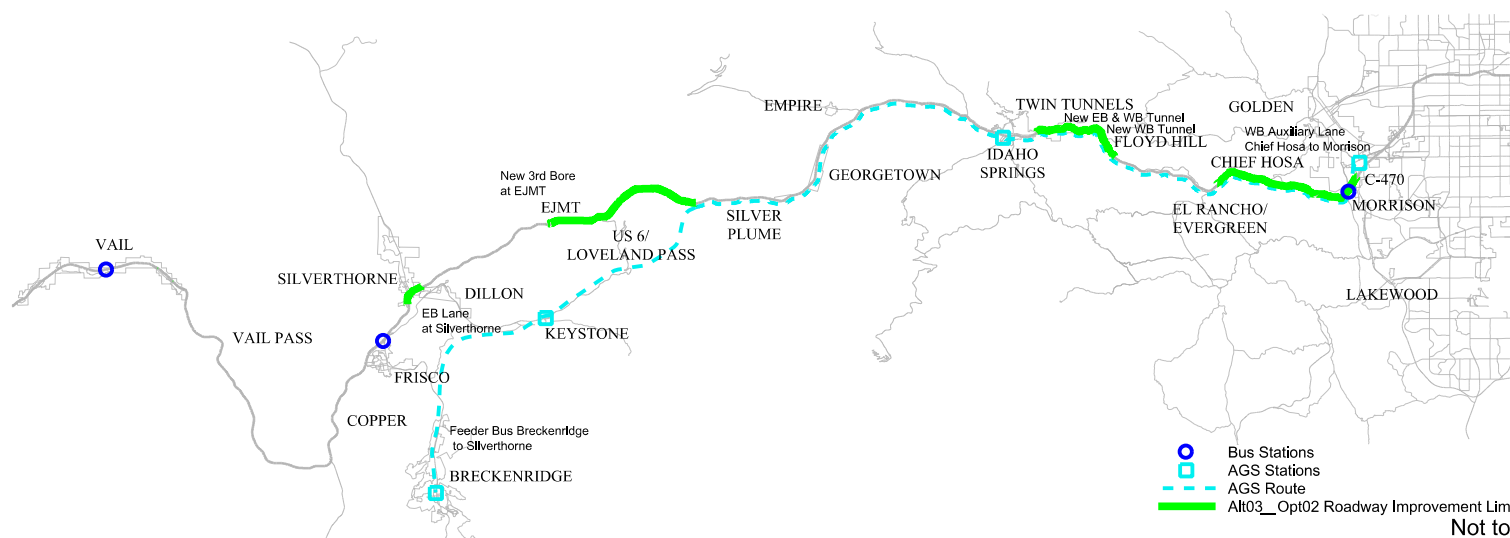 TWIN TUNNELS
New EB & WB Tunnel
New WB Tunnel
FLOYD HILL
EMPIRE
GOLDEN
WB Auxiliary Lane
Chief Hosa to Morrison
CHIEF HOSA
C-470
MORRISON
IDAHO
SPRINGS
GEORGETOWN
EL RANCHO/
EVERGREEN
New 3rd Bore
at EJMT
EJMT
SILVER
PLUME
US 6/
LOVELAND PASS
VAIL
SILVERTHORNE
DILLON
EB Lane
at Silverthorne
LAKEWOOD
VAIL PASS
KEYSTONE
FRISCO
COPPER
Feeder Bus Breckenridge
to Silverthorne
BRECKENRIDGE
Bus Stations
AGS Stations
AGS Route
Alt03__Opt02 Roadway Improvement Lim
Not to